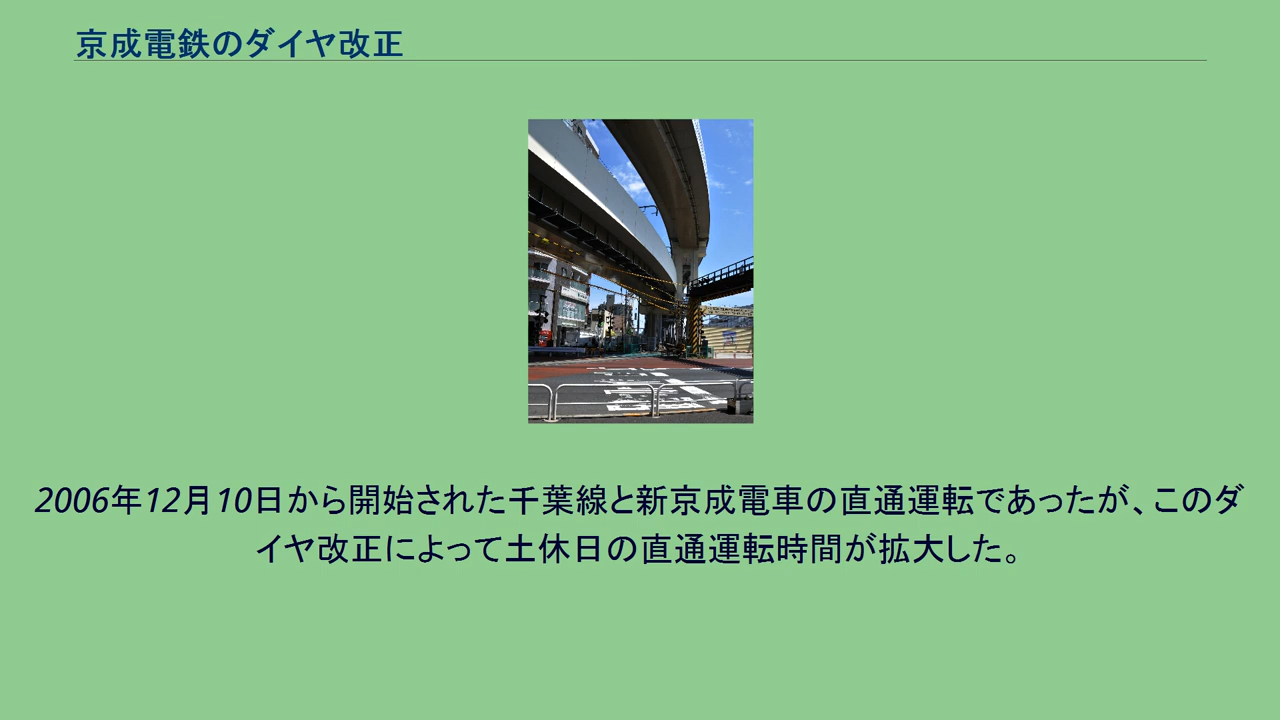 京成電鉄のダイヤ改正
2006年12月10日から開始された千葉線と新京成電車の直通運転であったが、このダ
イヤ改正によって土休日の直通運転時間が拡大した。